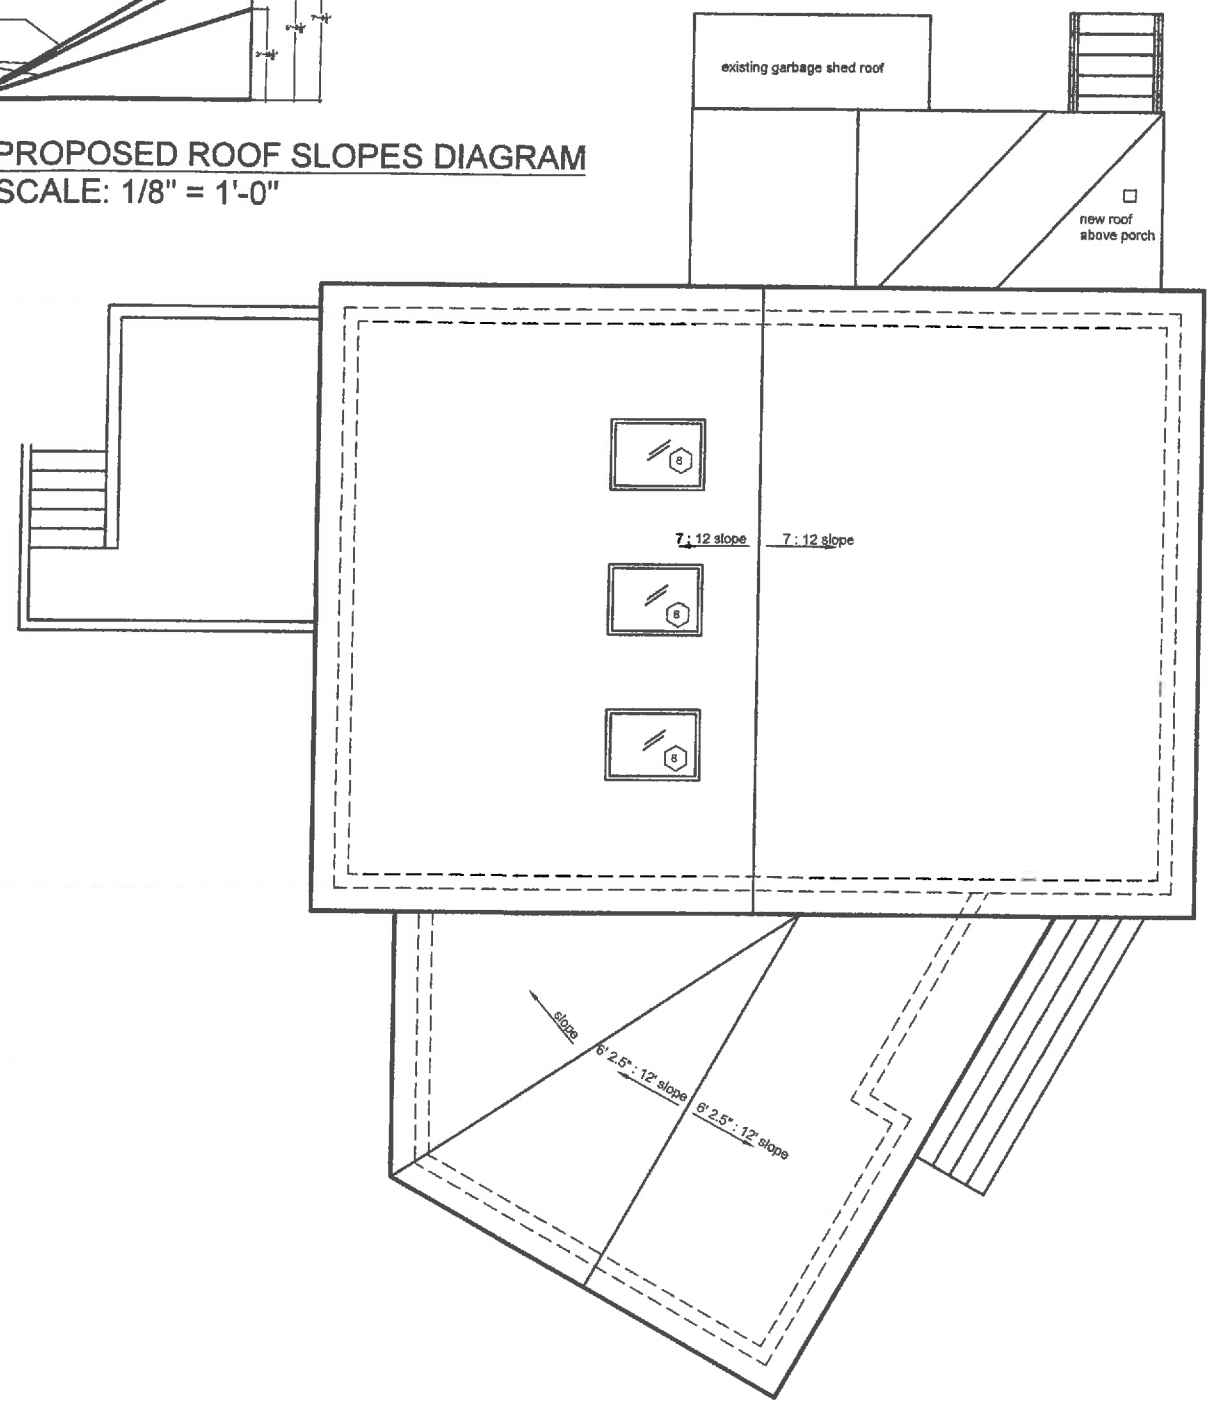 PROPOSED ROOF SLOPES DIAGRAM
SCALE: 1/8" = 1'-0"
existing garbage shed roof
new roof
above porch
8
7 : 12 slope
7 : 12 slope
8
8
slope
6' 2.5" : 12' slope
6' 2.5" : 12' slope